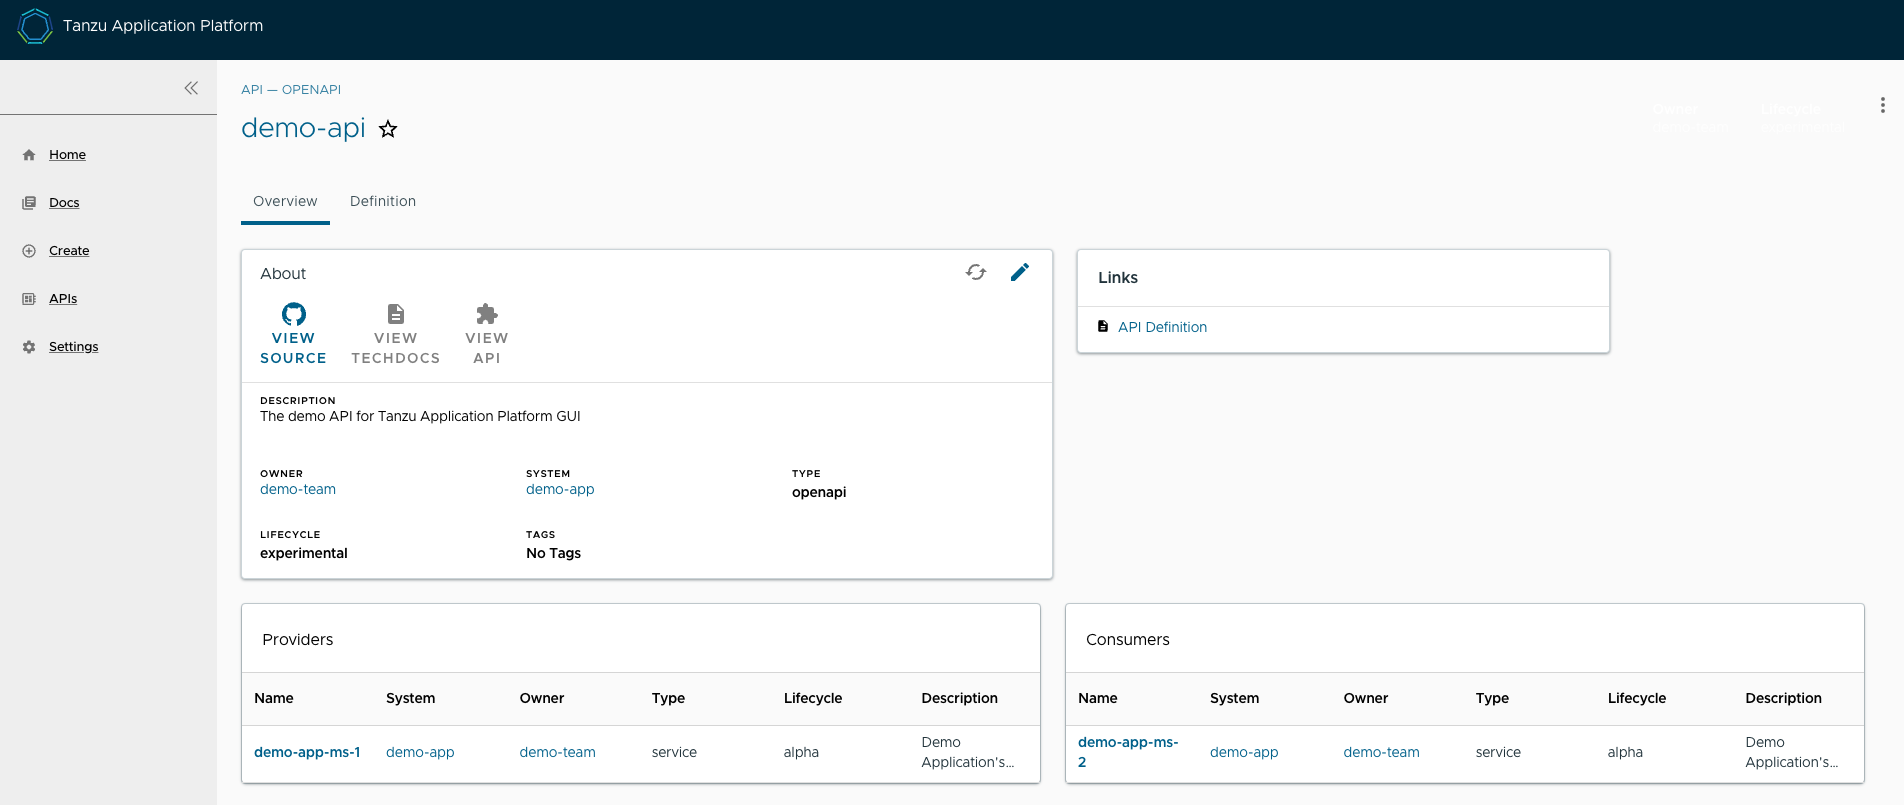 Tanzu Application Platform
Home
Docs
Create
APIs
Settings
API — OPENAPI
demo-api
Owner
Lifecycle
Overview
Definition
About
VIEW
SOURCE
VIEW
TECHDOCS
VIEW
API
DESCRIPTION
The demo API for Tanzu Application Platform GUI
OWNER
demo-team
SYSTEM
demo-app
TYPE
openapi
LIFECYCLE
experimental
TAGS
No Tags
Links
API Definition
Providers
Name System Owner Type Lifecycle Description
demo-app-ms-1 demo-app demo-team service alpha Demo
Application's...
Consumers
Name System Owner Type Lifecycle Description
demo-app-ms-
2
demo-app demo-team service alpha Demo
Application's...